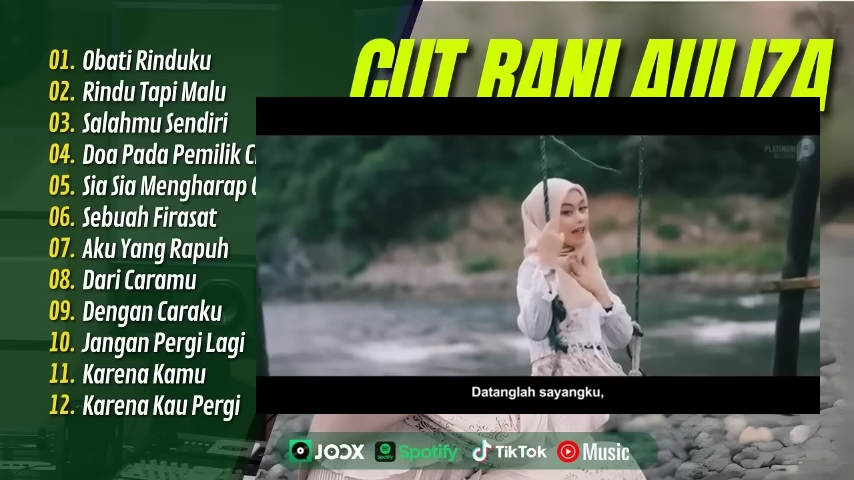 CUT RANI AULIZA
01. Obati Rinduku
02. Rindu Tapi Malu
03. Salahmu Sendiri
04. Doa Pada Pemilik
05. Sia Sia Mengharap
06. Sebuah Firasat
07. Aku Yang Rapuh
08. Dari Caramu
09. Dengan Caraku
10. Jangan Pergi Lagi
11. Karena Kamu
12. Karena Kau Pergi
PLATINUM
Datanglah sayangku,
JOOX Spotify TikTok Music